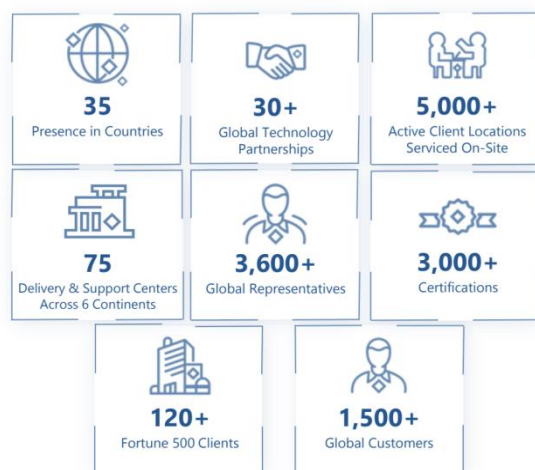 35
Presence in Countries
30+
Global Technology
Partnerships
5,000+
Active Client Locations
Serviced On-Site
75
Delivery & Support Centers
Across 6 Continents
3,600+
Global Representatives
3,000+
Certifications
120+
Fortune 500 Clients
1,500+
Global Customers